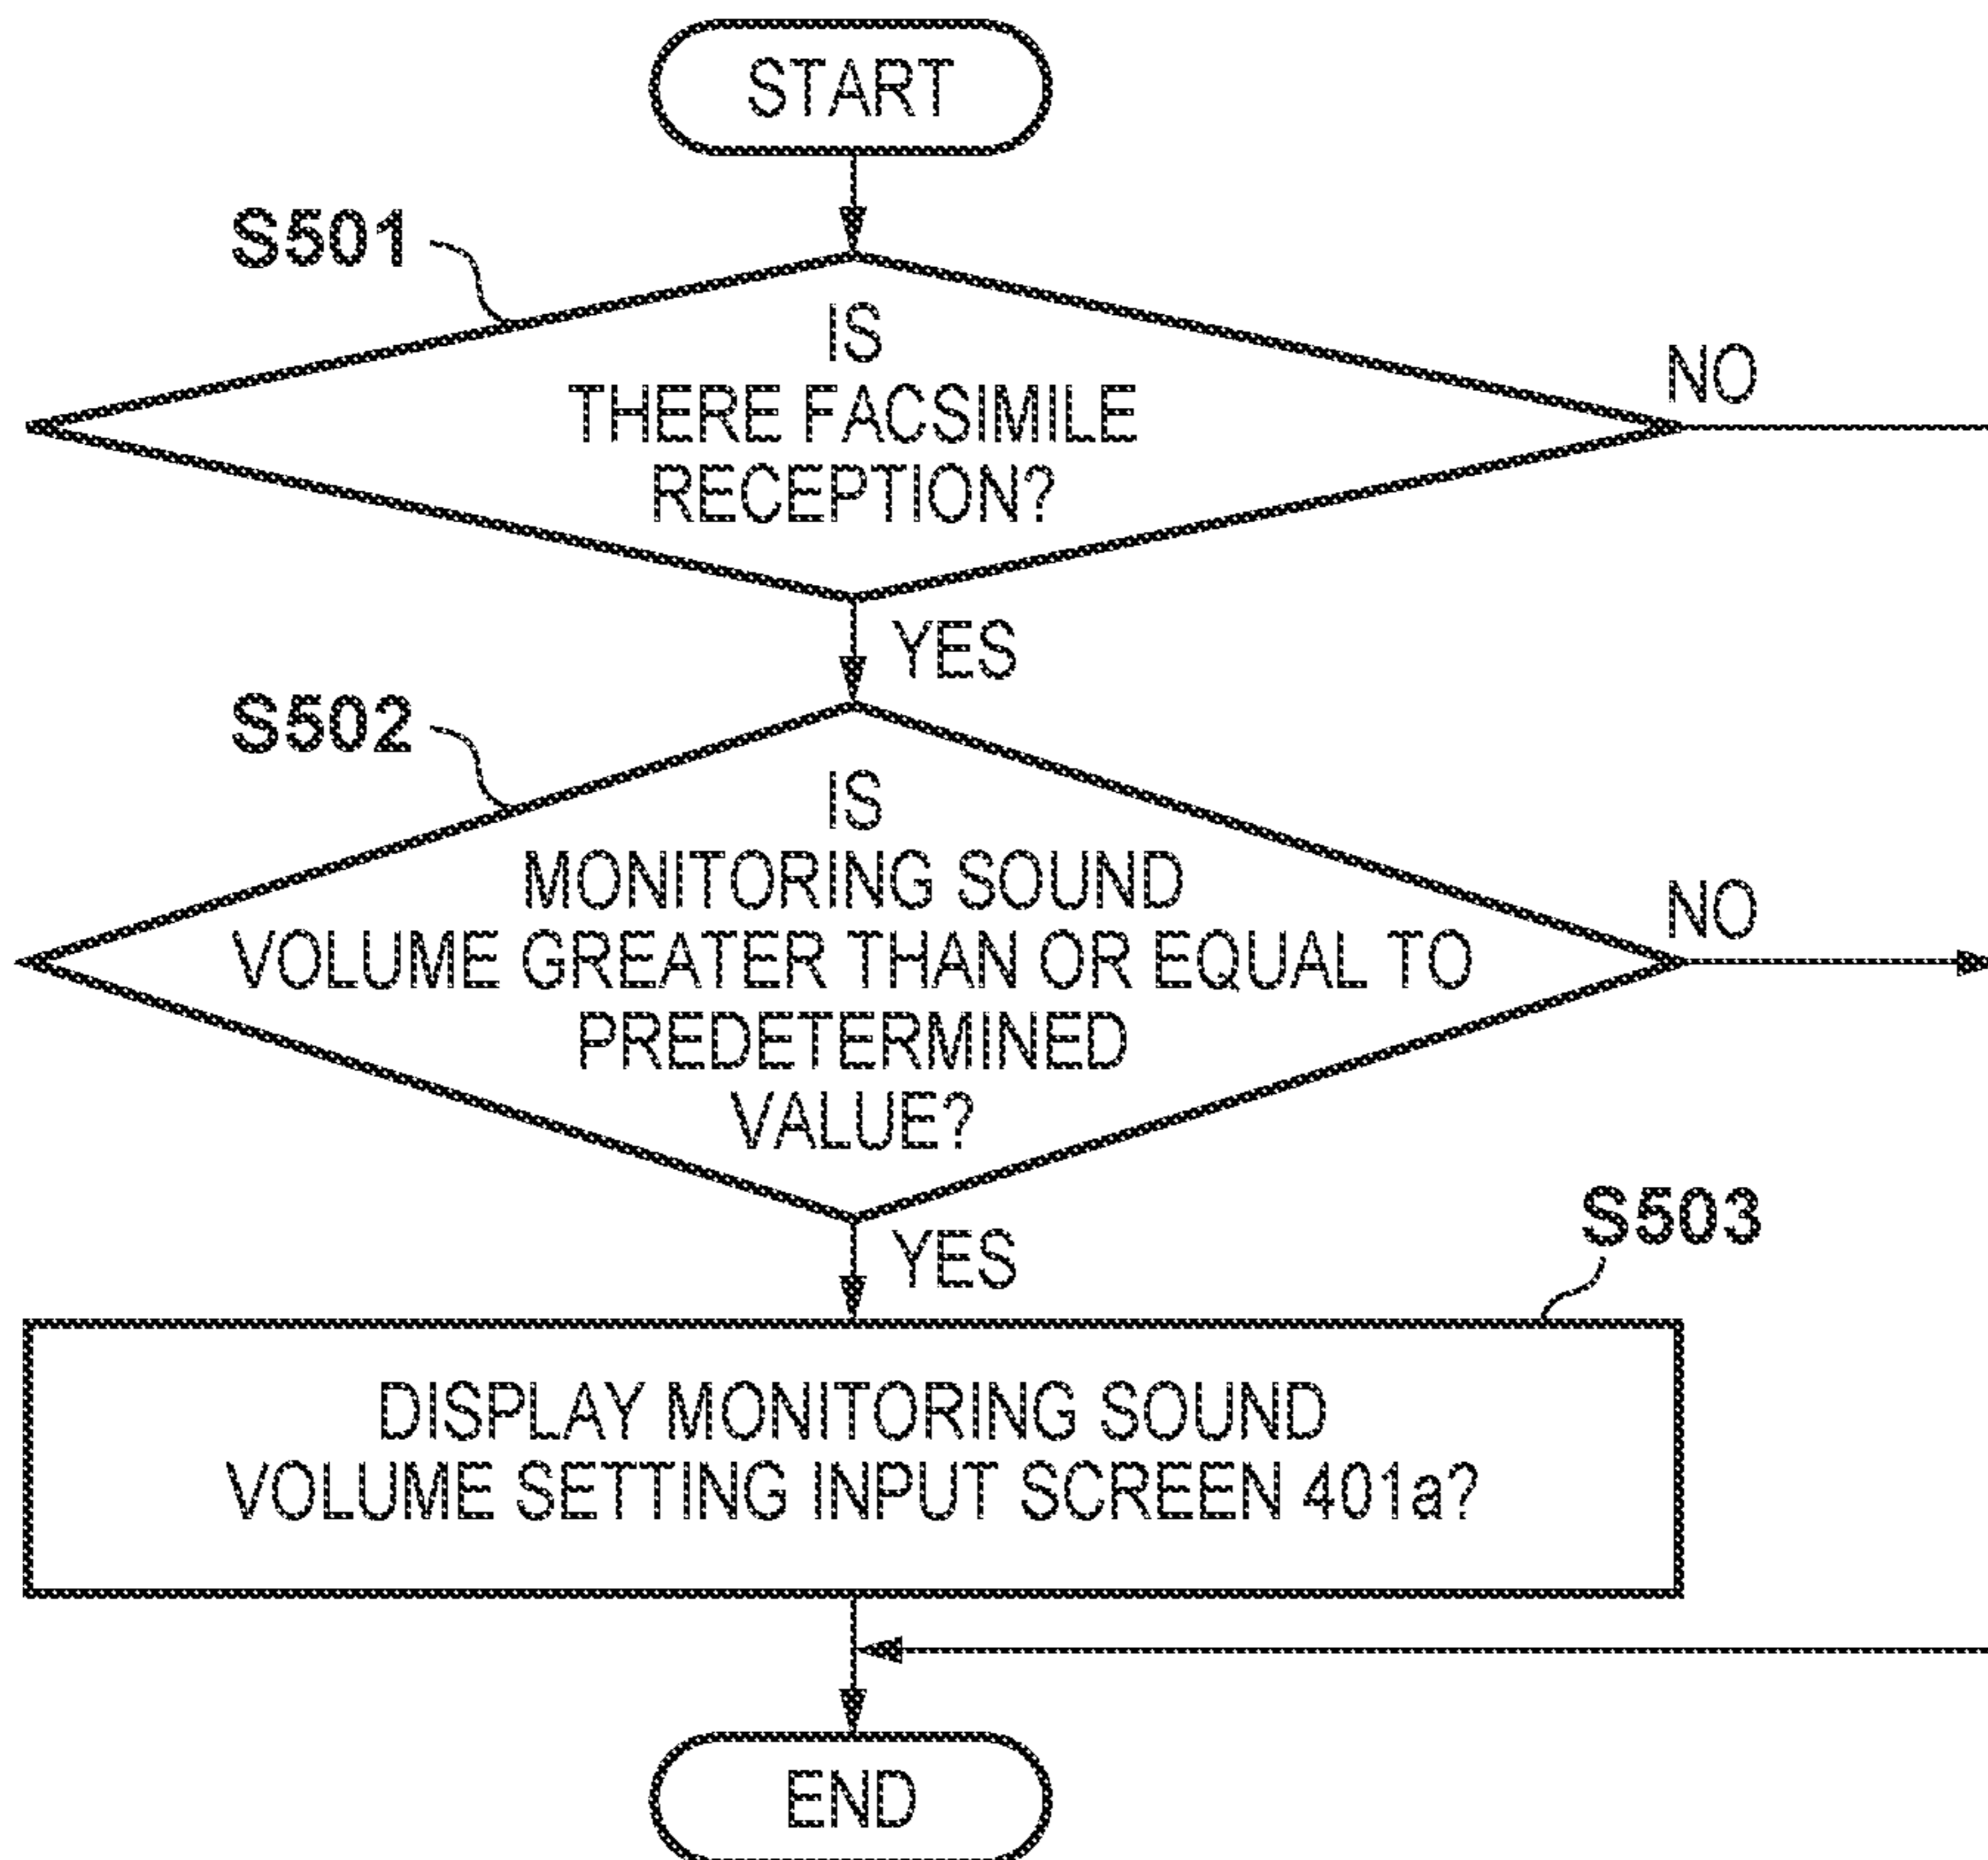 START
S501
IS
THERE FACSIMILE
RECEPTION?
NO
YES
S502
IS
MONITORING SOUND
VOLUME GREATER THAN OR EQUAL TO
PREDETERMINED
VALUE?
NO
YES
S503
DISPLAY MONITORING SOUND
VOLUME SETTING INPUT SCREEN 401a?
END